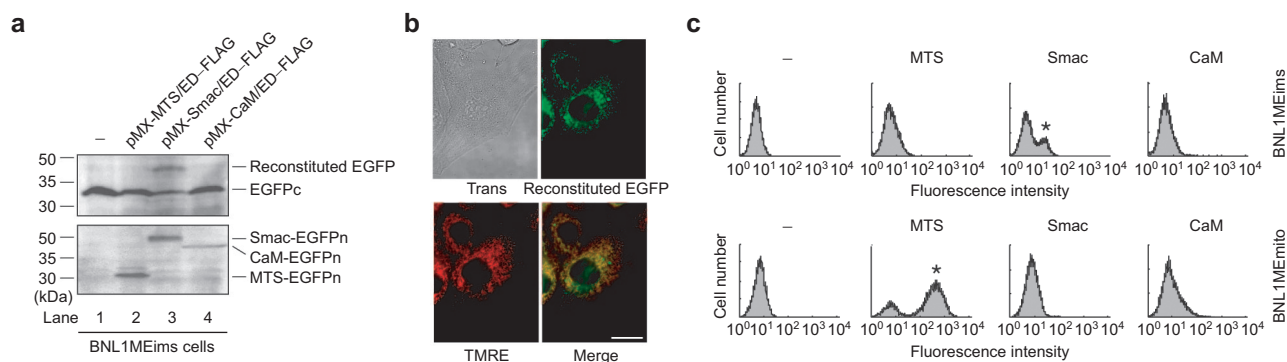 a
–
pMX-MTS/ED–FLAG
pMX-Smac/ED–FLAG
pMX-CaM/ED–FLAG
50
35
30
Reconstituted EGFP
EGFPc
50
35
30
(kDa)
Smac-EGFPn
CaM-EGFPn
MTS-EGFPn
Lane 1 2 3 4
BNL1MEims cells
b
Trans
Reconstituted EGFP
TMRE
Merge
c
– MTS Smac CaM
Cell number
*
10⁰ 10¹ 10² 10³ 10⁴ 10⁰ 10¹ 10² 10³ 10⁴ 10⁰ 10¹ 10² 10³ 10⁴ 10⁰ 10¹ 10² 10³ 10⁴
Fluorescence intensity
BNL1MEims
– MTS Smac CaM
Cell number
*
10⁰ 10¹ 10² 10³ 10⁴ 10⁰ 10¹ 10² 10³ 10⁴ 10⁰ 10¹ 10² 10³ 10⁴ 10⁰ 10¹ 10² 10³ 10⁴
Fluorescence intensity
BNL1MEmito